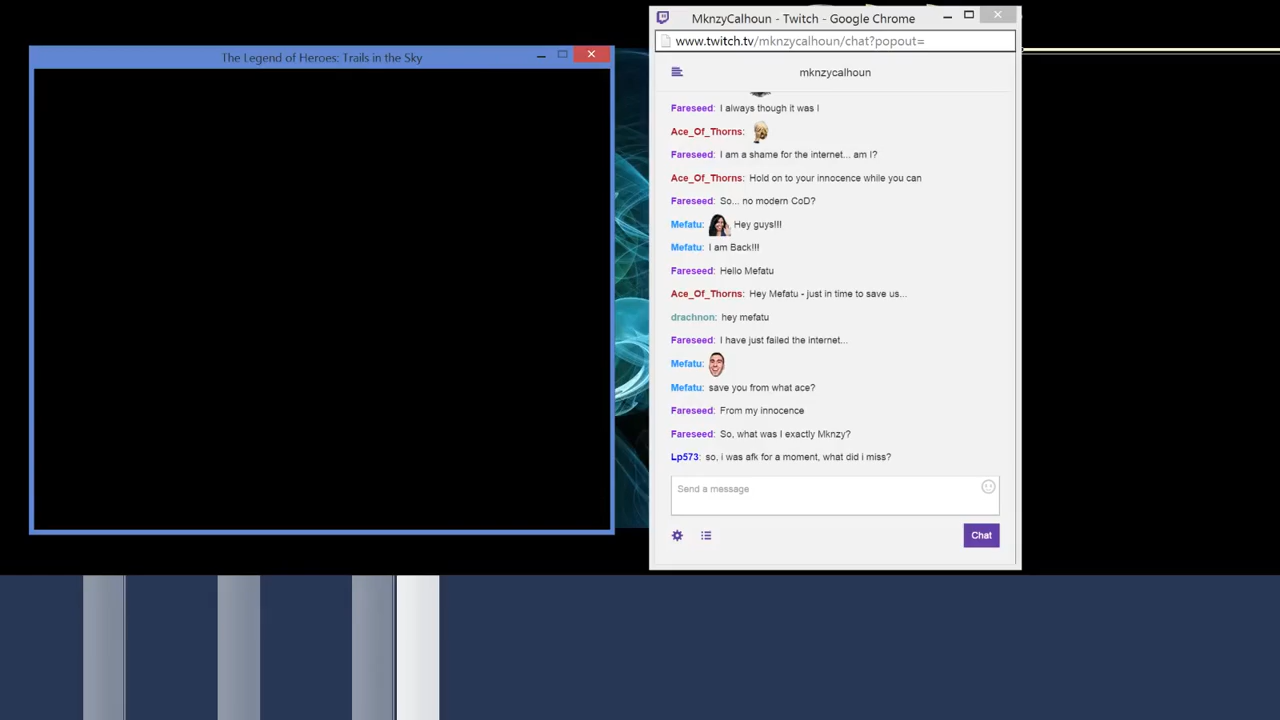 The Legend of Heroes: Trails in the Sky
MknzyCalhoun - Twitch - Google Chrome
www.twitch.tv/mknzycalhoun/chat?popout=
mknzycalhoun
Fareseed: I always though it was I
Ace_Of_Thorns:
Fareseed: I am a shame for the internet... am I?
Ace_Of_Thorns: Hold on to your innocence while you can
Fareseed: So... no modern CoD?
Mefatu: Hey guys!!!
Mefatu: I am Back!!!
Fareseed: Hello Mefatu
Ace_Of_Thorns: Hey Mefatu - just in time to save us...
drachnon: hey mefatu
Fareseed: I have just failed the internet...
Mefatu:
Mefatu: save you from what ace?
Fareseed: From my innocence
Fareseed: So, what was I exactly Mknzy?
Lp573: so, i was afk for a moment, what did i miss?
Send a message
Chat